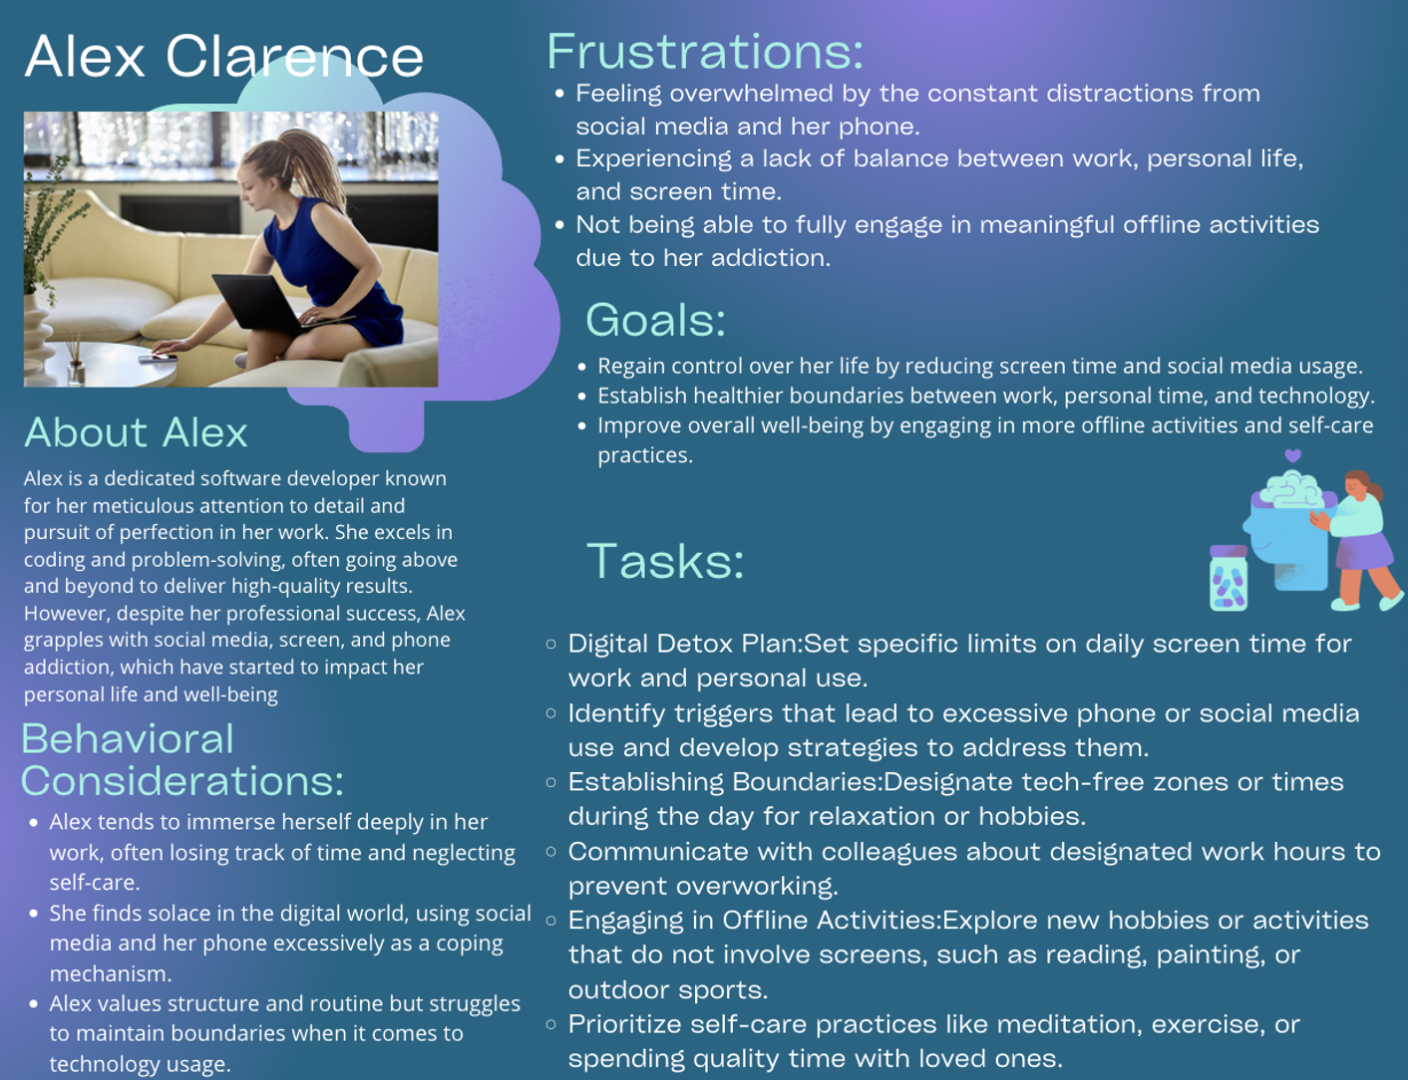 Alex Clarence
About Alex
Alex is a dedicated software developer known
for her meticulous attention to detail and
pursuit of perfection in her work. She excels in
coding and problem-solving, often going above
and beyond to deliver high-quality results.
However, despite her professional success, Alex
grapples with social media, screen, and phone
addiction, which have started to impact her
personal life and well-being
Behavioral
Considerations:
• Alex tends to immerse herself deeply in her
work, often losing track of time and neglecting
self-care.
• She finds solace in the digital world, using social
media and her phone excessively as a coping
mechanism.
• Alex values structure and routine but struggles
to maintain boundaries when it comes to
technology usage.
Frustrations:
• Feeling overwhelmed by the constant distractions from
social media and her phone.
• Experiencing a lack of balance between work, personal life,
and screen time.
• Not being able to fully engage in meaningful offline activities
due to her addiction.
Goals:
• Regain control over her life by reducing screen time and social media usage.
• Establish healthier boundaries between work, personal time, and technology.
• Improve overall well-being by engaging in more offline activities and self-care
practices.
Tasks:
◦ Digital Detox Plan:Set specific limits on daily screen time for
work and personal use.
◦ Identify triggers that lead to excessive phone or social media
use and develop strategies to address them.
◦ Establishing Boundaries:Designate tech-free zones or times
during the day for relaxation or hobbies.
◦ Communicate with colleagues about designated work hours to
prevent overworking.
◦ Engaging in Offline Activities:Explore new hobbies or activities
that do not involve screens, such as reading, painting, or
outdoor sports.
◦ Prioritize self-care practices like meditation, exercise, or
spending quality time with loved ones.